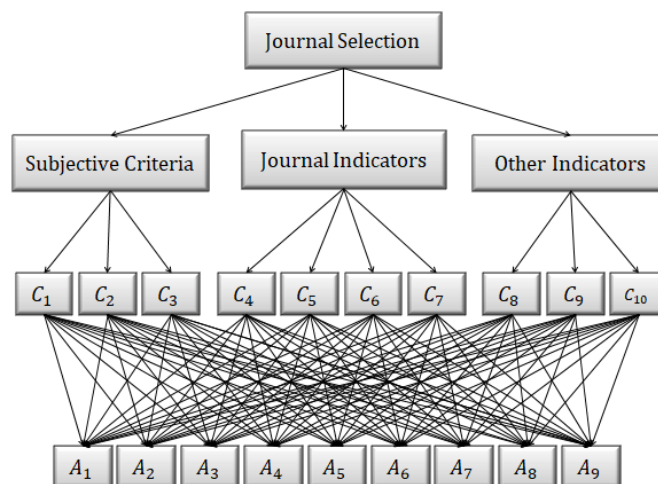 Journal Selection
Subjective Criteria Journal Indicators Other Indicators
C₁ C₂ C₃ C₄ C₅ C₆ C₇ C₈ C₉ C₁₀
A₁ A₂ A₃ A₄ A₅ A₆ A₇ A₈ A₉